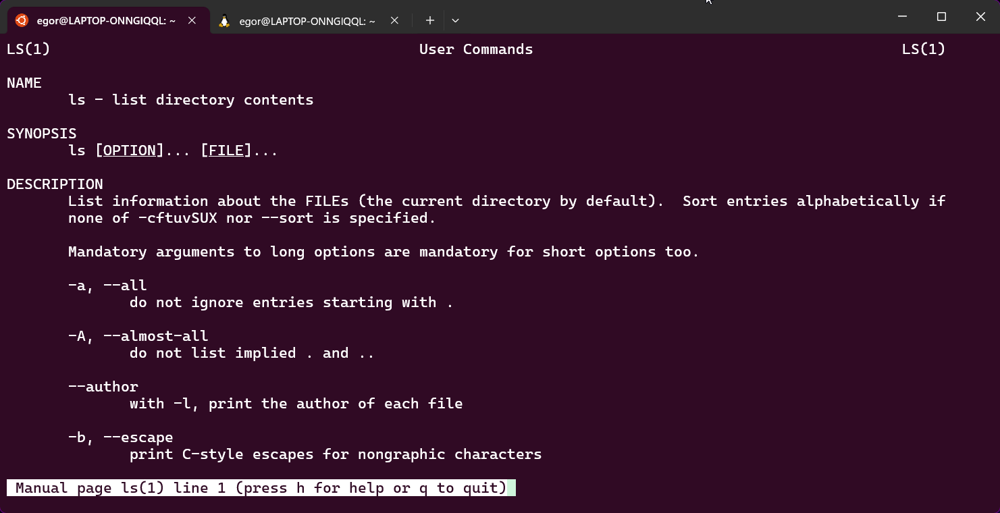 egor@LAPTOP-ONNGIQQL: ~ egor@LAPTOP-ONNGIQQL: ~
LS(1) User Commands LS(1)
NAME
ls - list directory contents
SYNOPSIS
ls [OPTION]... [FILE]...
DESCRIPTION
List information about the FILEs (the current directory by default). Sort entries alphabetically if
none of -cftuvSUX nor --sort is specified.
Mandatory arguments to long options are mandatory for short options too.
-a, --all
do not ignore entries starting with .
-A, --almost-all
do not list implied . and ..
--author
with -l, print the author of each file
-b, --escape
print C-style escapes for nongraphic characters
Manual page ls(1) line 1 (press h for help or q to quit)